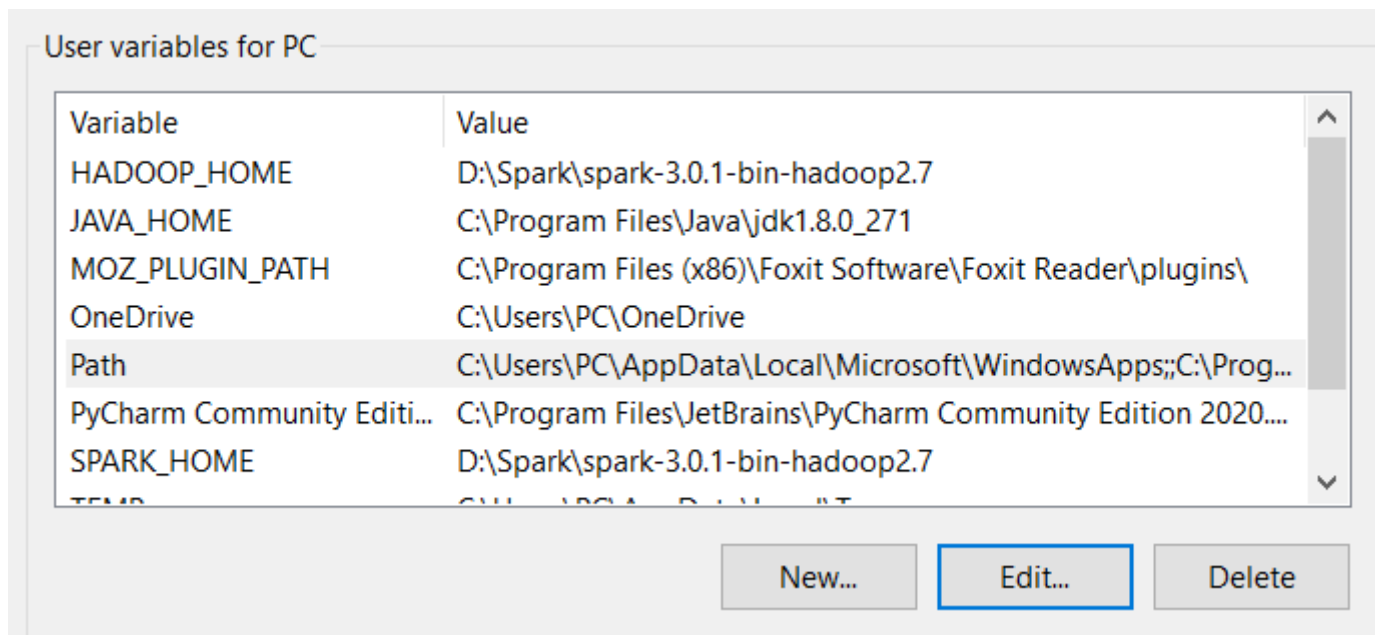 User variables for PC
Variable Value
HADOOP_HOME D:\Spark\spark-3.0.1-bin-hadoop2.7
JAVA_HOME C:\Program Files\Java\jdk1.8.0_271
MOZ_PLUGIN_PATH C:\Program Files (x86)\Foxit Software\Foxit Reader\plugins\
OneDrive C:\Users\PC\OneDrive
Path C:\Users\PC\AppData\Local\Microsoft\WindowsApps;;C:\Prog...
PyCharm Community Editi... C:\Program Files\JetBrains\PyCharm Community Edition 2020....
SPARK_HOME D:\Spark\spark-3.0.1-bin-hadoop2.7
New... Edit... Delete